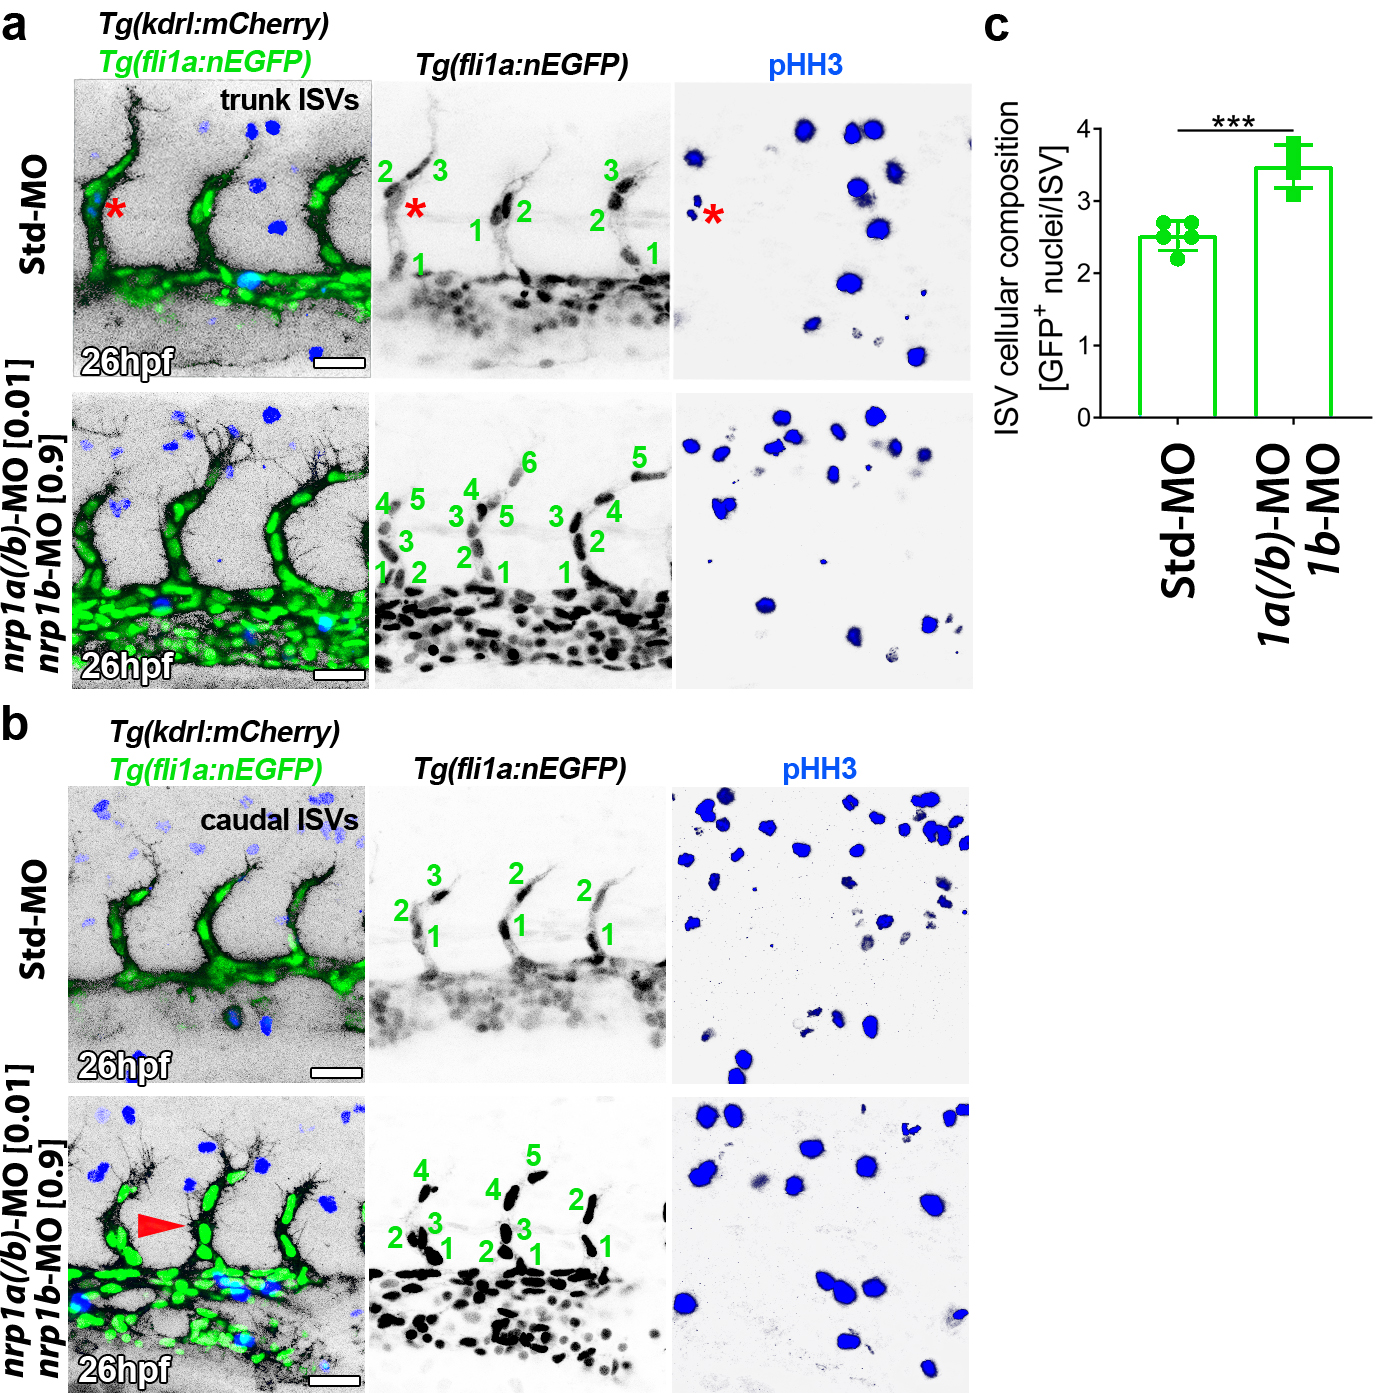 a
Tg(kdrl:mCherry)
Tg(fli1a:nEGFP)
Tg(fli1a:nEGFP)
pHH3
Std-MO
trunk ISVs
26hpf
*
2
3
1
1
2
3
2
1
*
nrp1a(/b)-MO [0.01]
nrp1b-MO [0.9]
26hpf
4
5
3
1
2
6
4
3
5
2
1
5
3
4
2
1
b
Tg(kdrl:mCherry)
Tg(fli1a:nEGFP)
Tg(fli1a:nEGFP)
pHH3
Std-MO
caudal ISVs
26hpf
3
2
1
2
1
2
1
nrp1a(/b)-MO [0.01]
nrp1b-MO [0.9]
26hpf
4
3
2
1
5
4
3
2
1
2
1
c
ISV cellular composition
[GFP+ nuclei/ISV]
4
3
2
1
0
***
Std-MO
1a(/b)-MO
1b-MO